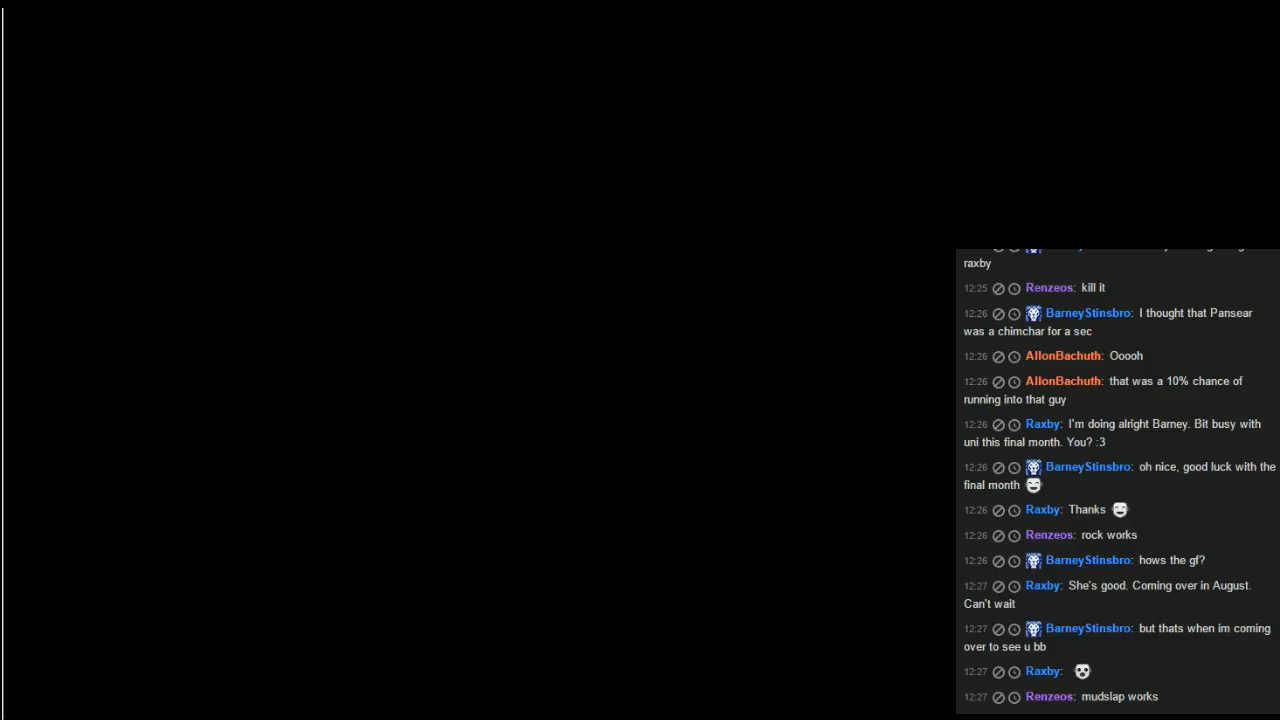 raxby
12:25 Renzeos: kill it
12:26 BarneyStinsbro: I thought that Pansear
was a chimchar for a sec
12:26 AllonBachuth: Ooooh
12:26 AllonBachuth: that was a 10% chance of
running into that guy
12:26 Raxby: I'm doing alright Barney. Bit busy with
uni this final month. You? :3
12:26 BarneyStinsbro: oh nice, good luck with the
final month
12:26 Raxby: Thanks
12:26 Renzeos: rock works
12:26 BarneyStinsbro: hows the gf?
12:27 Raxby: She's good. Coming over in August.
Can't wait
12:27 BarneyStinsbro: but thats when im coming
over to see u bb
12:27 Raxby:
12:27 Renzeos: mudslap works